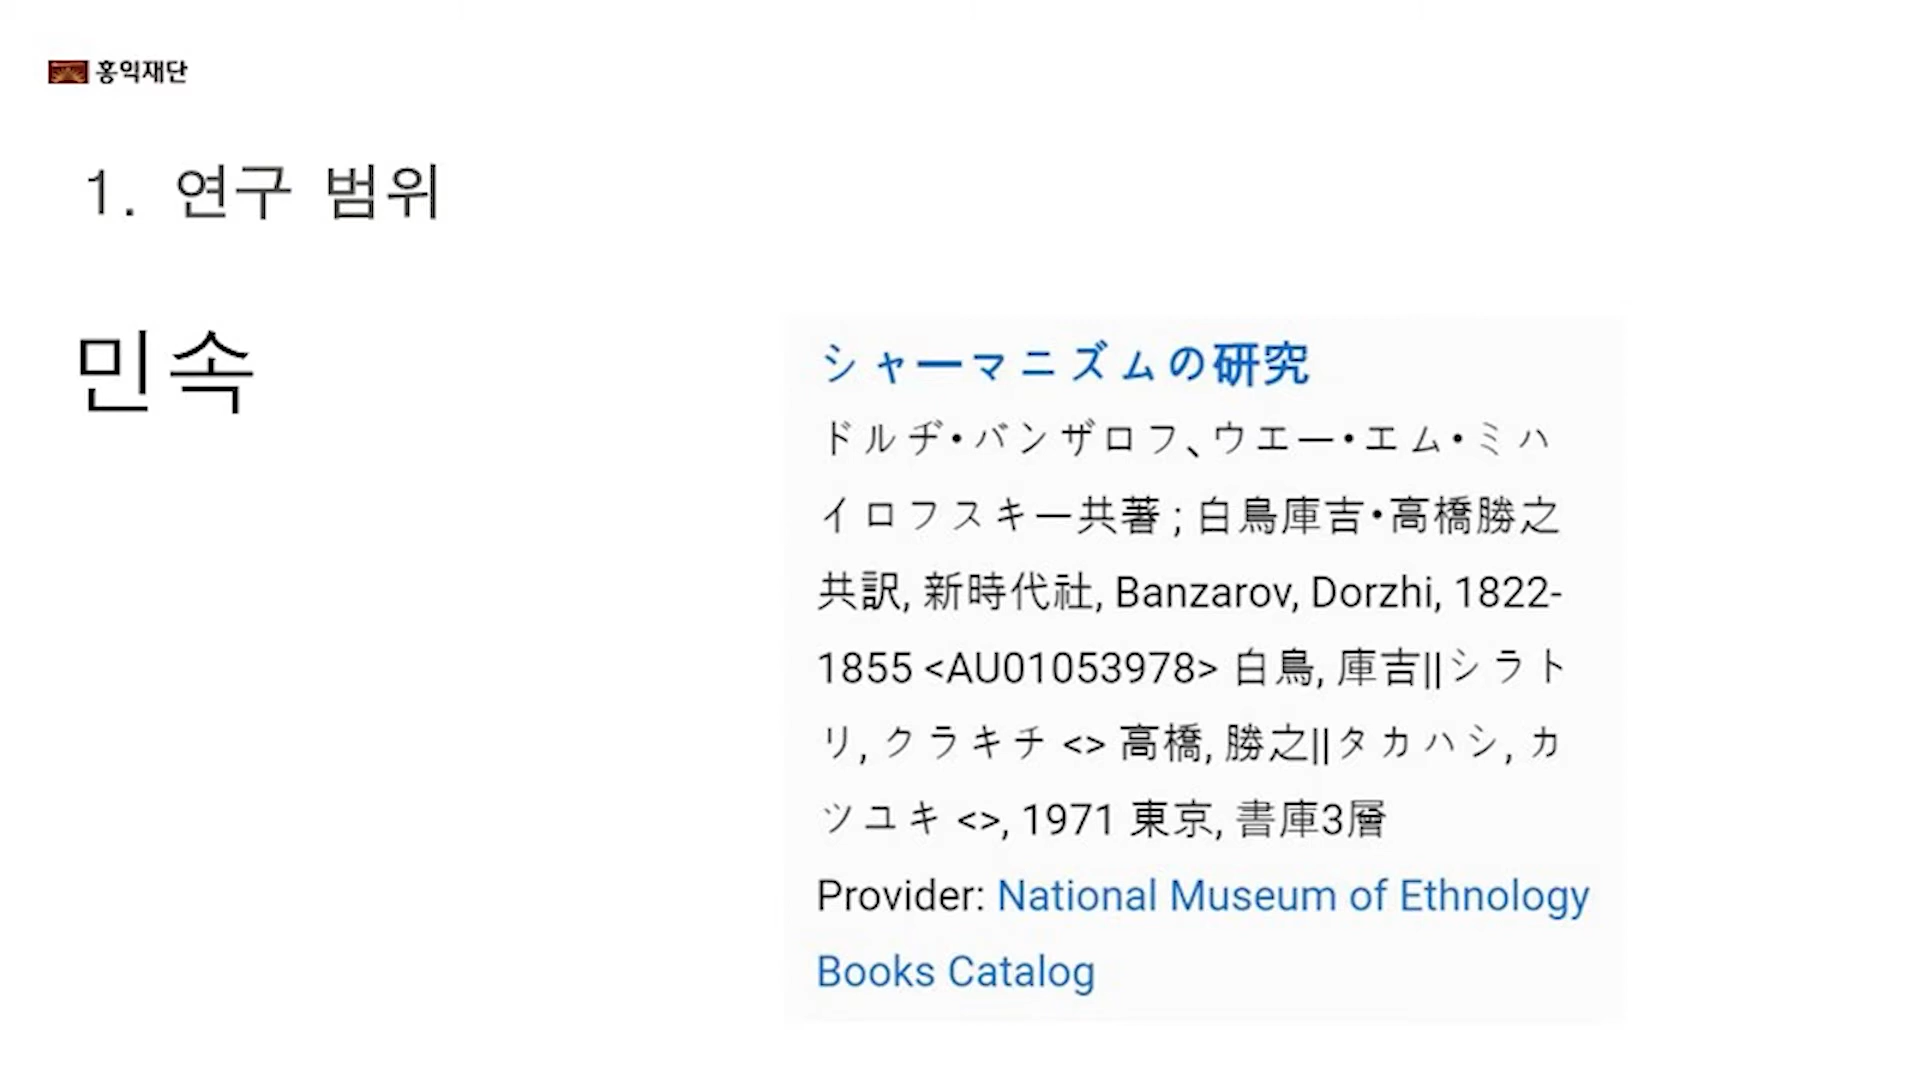 홍익재단
1. 연구 범위
민속
シャーマニズムの研究
ドルヂ•バンザロフ、ウエー•エム•ミハ
イロフスキー共著 ; 白鳥庫吉•高橋勝之
共訳, 新時代社, Banzarov, Dorzhi, 1822-
1855 <AU01053978> 白鳥, 庫吉||シラト
リ, クラキチ <> 高橋, 勝之||タカハシ, カ
ツユキ <>, 1971 東京, 書庫3層
Provider: National Museum of Ethnology
Books Catalog